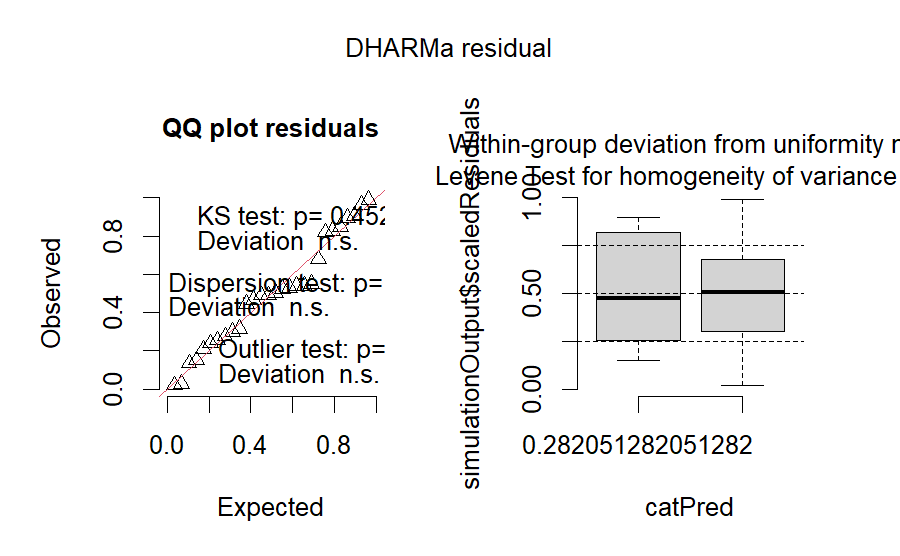 DHARMa residual
QQ plot residuals
KS test: p= 0.452
Deviation n.s.
Dispersion test: p=
Deviation n.s.
Outlier test: p=
Deviation n.s.
Observed
0.0
0.4
0.8
0.0
0.4
0.8
Expected
Within-group deviation from uniformity n
Levene Test for homogeneity of variance
simulationOutput$scaledResiduals
0.00
0.50
1.00
0.282051282051282
catPred